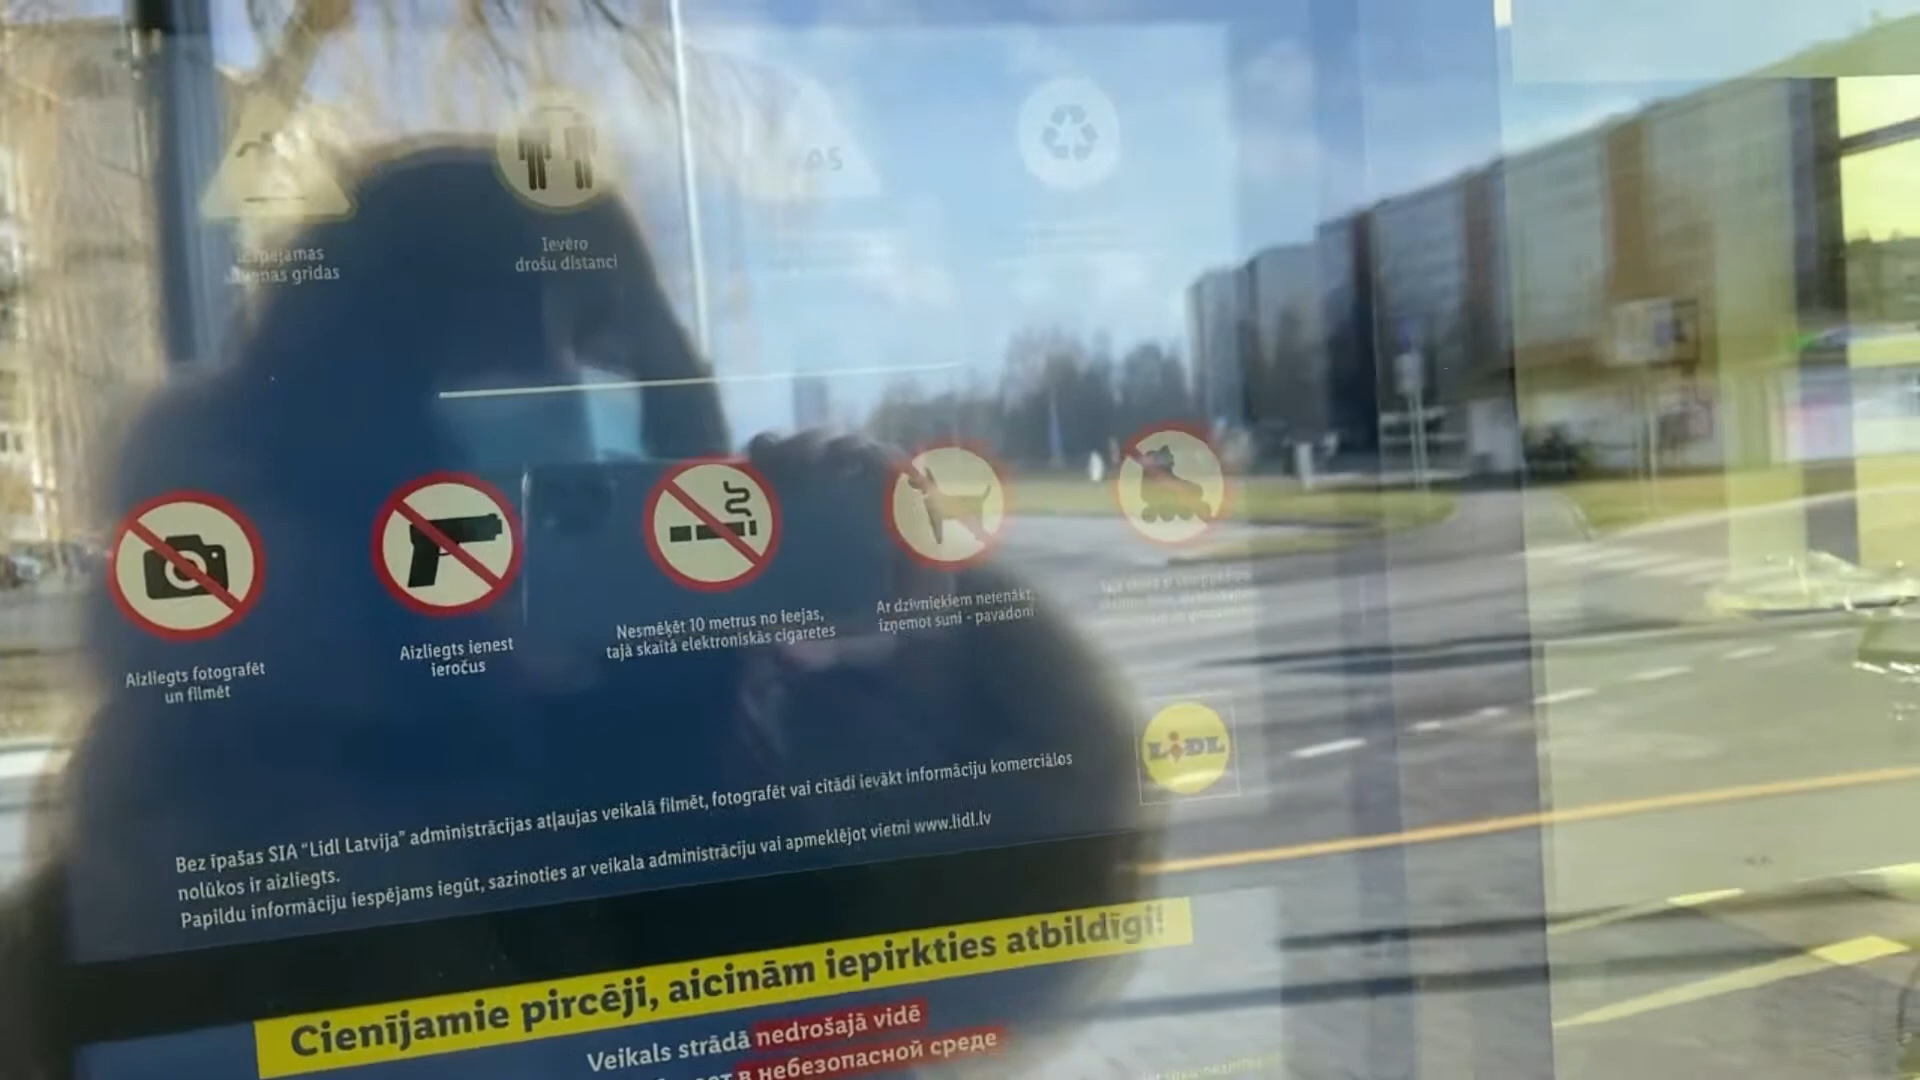 Iespējamas
grīdas
Ievēro
drošu distanci
Aizliegts fotografēt
un filmēt
Aizliegts ienest
ieročus
Nesmēķēt 10 metrus no ieejas,
tajā skaitā elektroniskās cigaretes
Ar dzīvniekiem neienākt,
izņemot suni - pavadoni
LIDL
Bez īpašas SIA "Lidl Latvija" administrācijas atļaujas veikalā filmēt, fotografēt vai citādi ievākt informāciju komerciālos
nolūkos ir aizliegts.
Papildu informāciju iespējams iegūt, sazinoties ar veikala administrāciju vai apmeklējot vietni www.lidl.lv
Cienījamie pircēji, aicinām iepirkties atbildīgi!
Veikals strādā nedrošajā vidē
в небезопасной среде